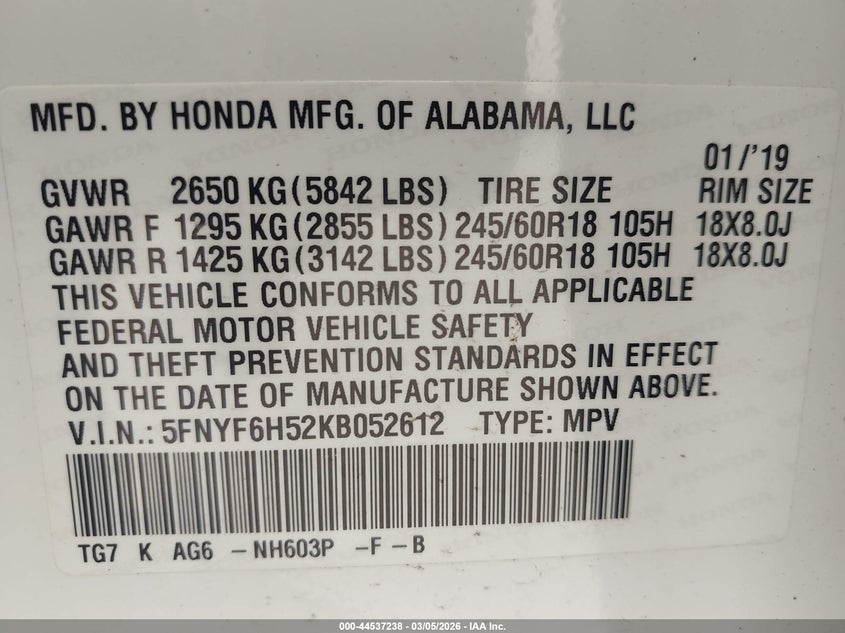 MFD. BY HONDA MFG. OF ALABAMA, LLC
01/'19
GVWR 2650 KG(5842 LBS) TIRE SIZE RIM SIZE
GAWR F 1295 KG(2855 LBS) 245/60R18 105H 18X8.0J
GAWR R 1425 KG(3142 LBS) 245/60R18 105H 18X8.0J
THIS VEHICLE CONFORMS TO ALL APPLICABLE
FEDERAL MOTOR VEHICLE SAFETY
AND THEFT PREVENTION STANDARDS IN EFFECT
ON THE DATE OF MANUFACTURE SHOWN ABOVE.
V.I.N.: 5FNYF6H52KB052612 TYPE: MPV
TG7 K AG6 -NH603P -F-B
000-44537238 - 03/05/2026 - IAA Inc.